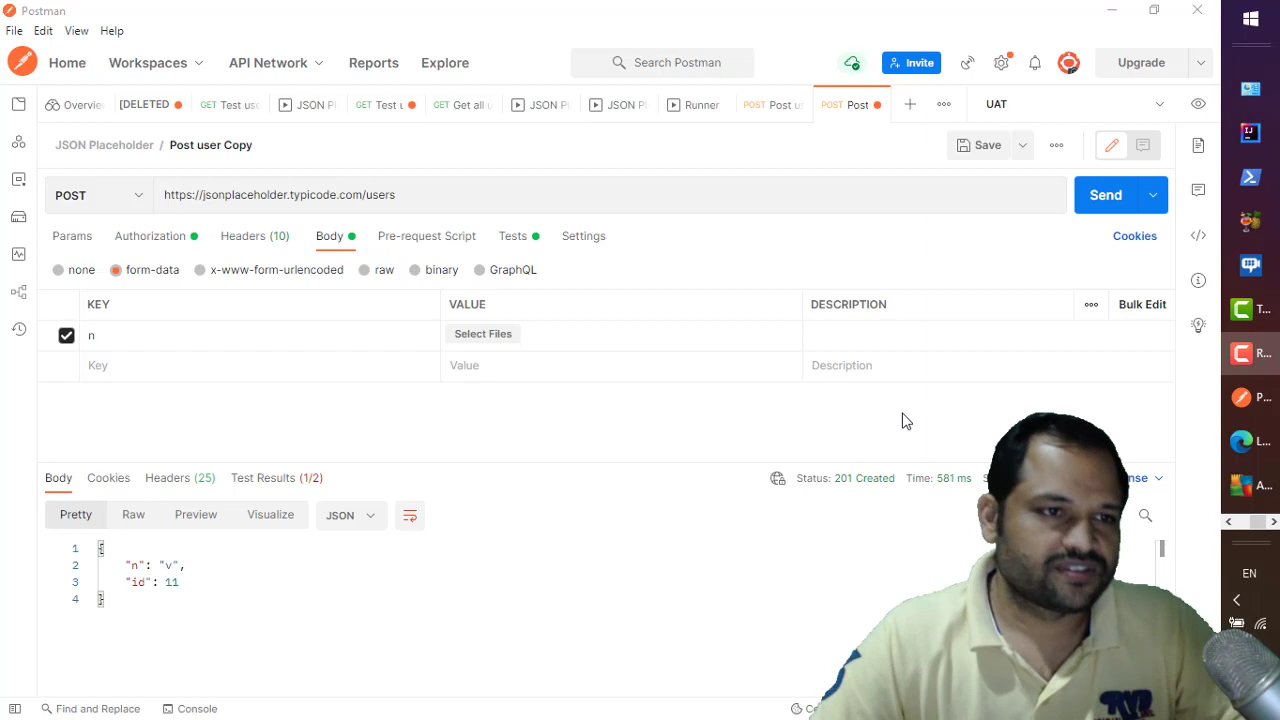 Postman
File Edit View Help
Home Workspaces API Network Reports Explore Search Postman Invite Upgrade
Overvie [DELETED GET Test use JSON Pl GET Test u GET Get all u JSON Pl JSON Pl Runner POST Post us POST Post UAT
JSON Placeholder / Post user Copy Save
POST https://jsonplaceholder.typicode.com/users Send
Params Authorization Headers (10) Body Pre-request Script Tests Settings Cookies
none form-data x-www-form-urlencoded raw binary GraphQL
KEY VALUE DESCRIPTION Bulk Edit
n Select Files
Key Value Description
Body Cookies Headers (25) Test Results (1/2) Status: 201 Created Time: 581 ms nse
Pretty Raw Preview Visualize JSON
1 {
2 "n": "v",
3 "id": 11
4 }
Find and Replace Console
T...
R...
P...
L...
A...
EN